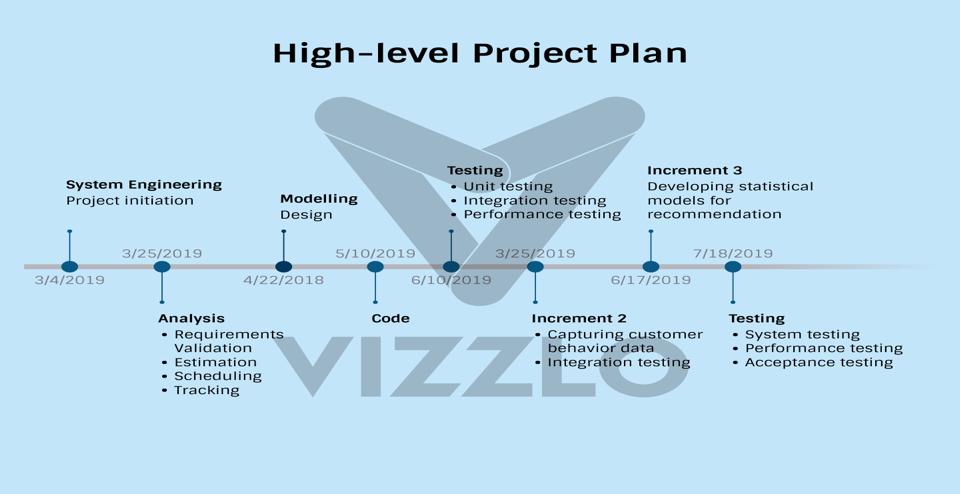 High-level Project Plan
System Engineering
Project initiation
3/4/2019
3/25/2019
Analysis
• Requirements
Validation
• Estimation
• Scheduling
• Tracking
Modelling
Design
4/22/2018
5/10/2019
Code
Testing
• Unit testing
• Integration testing
• Performance testing
6/10/2019
3/25/2019
Increment 2
• Capturing customer
behavior data
• Integration testing
Increment 3
Developing statistical
models for
recommendation
6/17/2019
7/18/2019
Testing
• System testing
• Performance testing
• Acceptance testing
VIZZLO